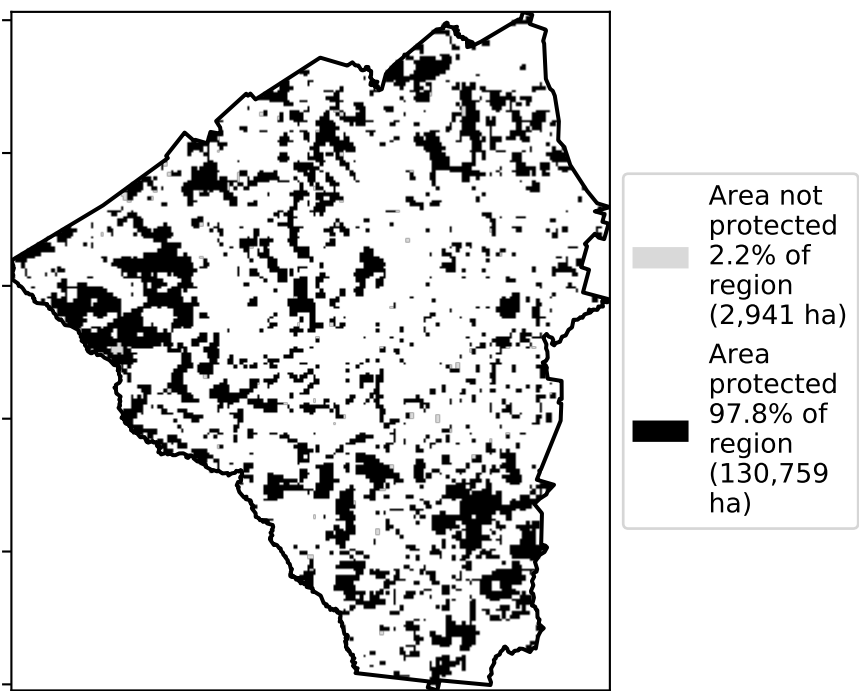 Area not
protected
2.2% of
region
(2,941 ha)
Area
protected
97.8% of
region
(130,759
ha)